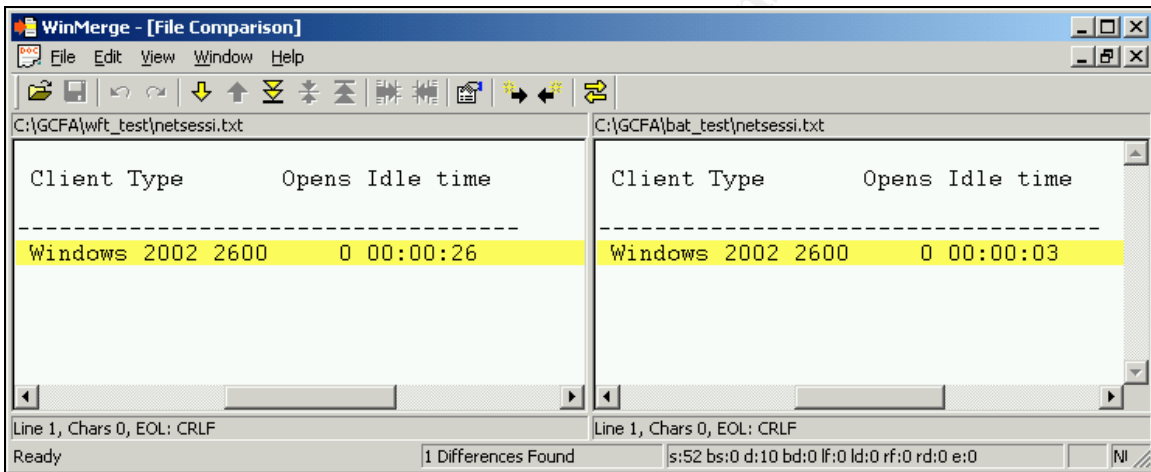 WinMerge - [File Comparison]
File Edit View Window Help
C:\GCFA\wft_test\netsessi.txt
Client Type Opens Idle time
-------------------------------------
Windows 2002 2600 0 00:00:26
Line 1, Chars 0, EOL: CRLF
C:\GCFA\bat_test\netsessi.txt
Client Type Opens Idle time
-------------------------------------
Windows 2002 2600 0 00:00:03
Line 1, Chars 0, EOL: CRLF
Ready 1 Differences Found s:52 bs:0 d:10 bd:0 lf:0 ld:0 rf:0 rd:0 e:0